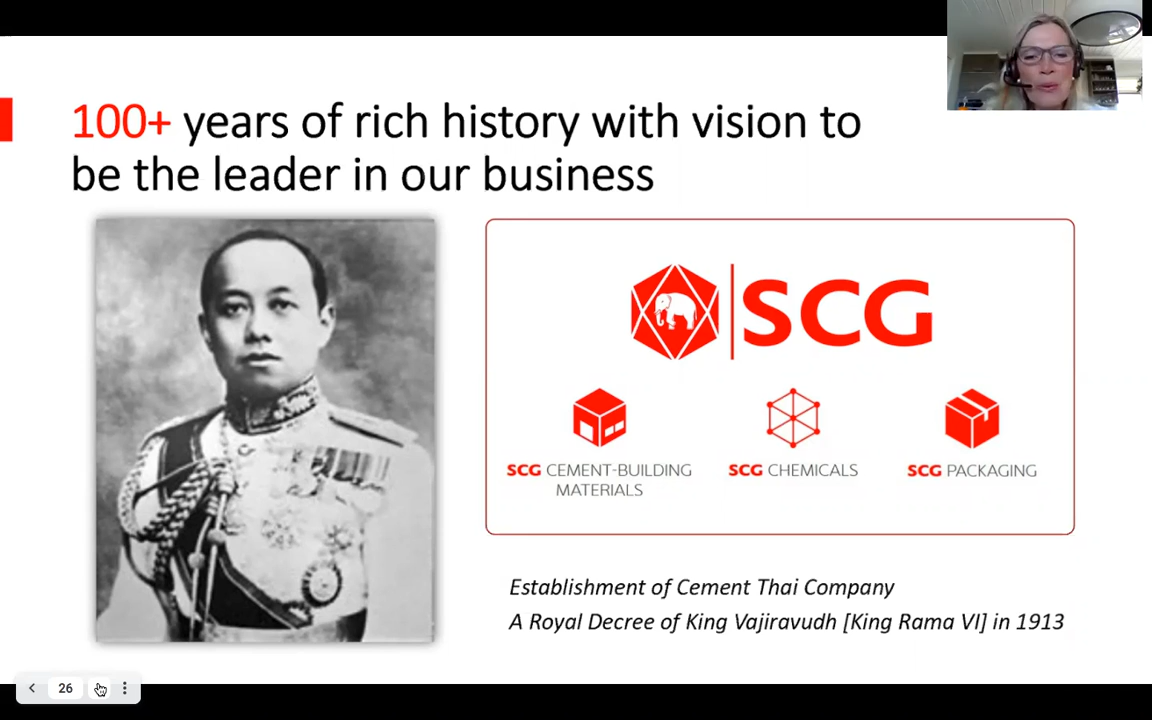 100+ years of rich history with vision to
be the leader in our business
SCG
SCG CEMENT-BUILDING
MATERIALS
SCG CHEMICALS
SCG PACKAGING
Establishment of Cement Thai Company
A Royal Decree of King Vajiravudh [King Rama VI] in 1913
26